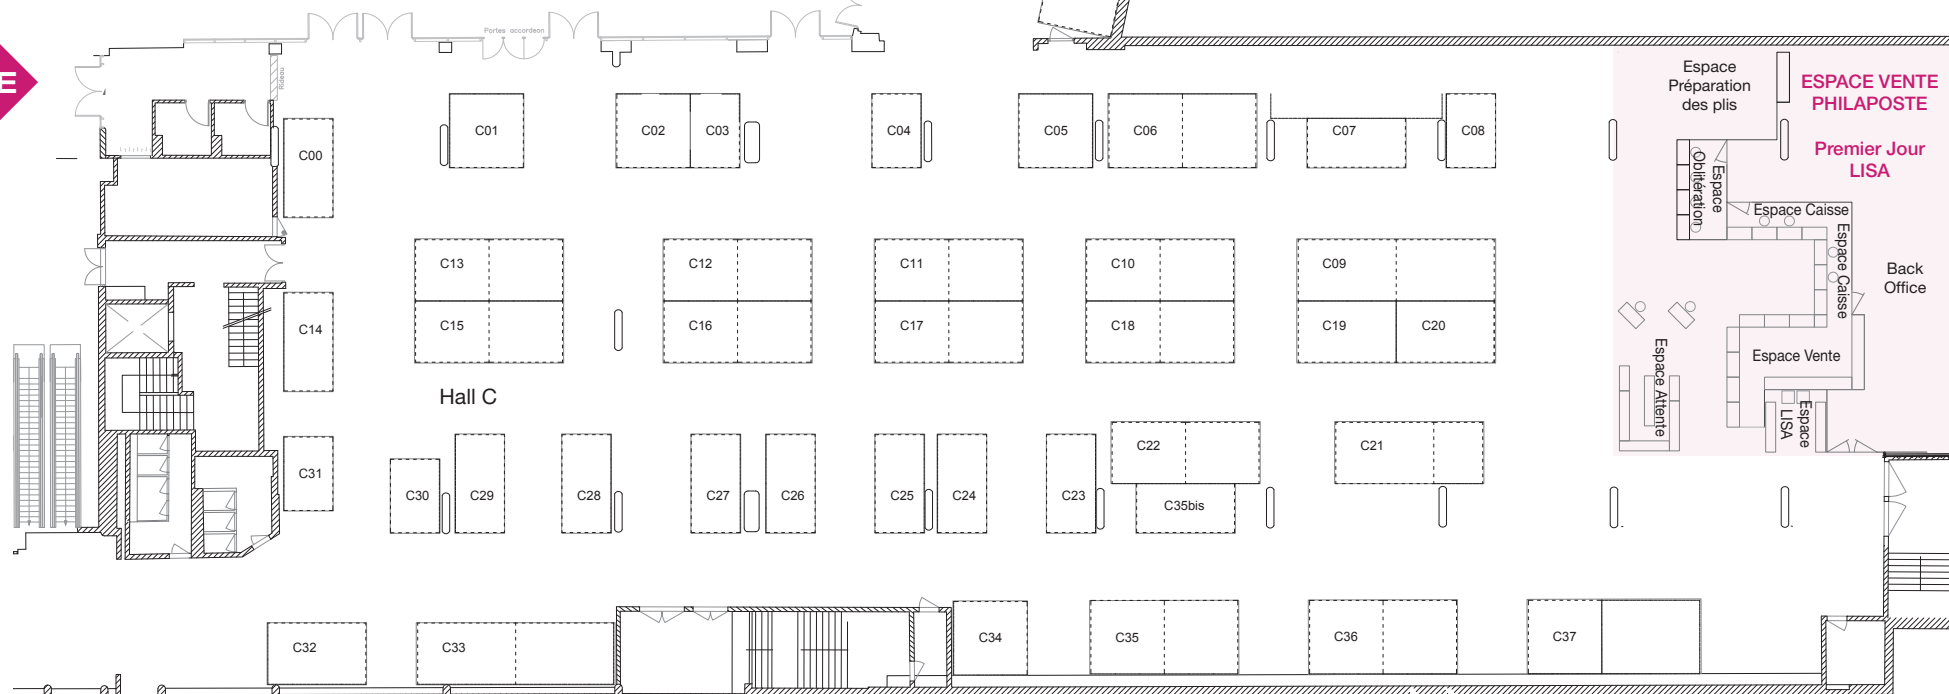 E
Portes accordeon
Rideau
C00
C01
C02
C03
C04
C05
C06
C07
C08
Espace
Préparation
des plis
ESPACE VENTE
PHILAPOSTE
Premier Jour
LISA
Espace
Oblitération
Espace Caisse
Espace Caisse
Back
Office
C13
C12
C11
C10
C09
C14
C15
C16
C17
C18
C19
C20
Espace Vente
Espace Attente
Espace
LISA
Hall C
C31
C30
C29
C28
C27
C26
C25
C24
C23
C22
C21
C35bis
C32
C33
C34
C35
C36
C37